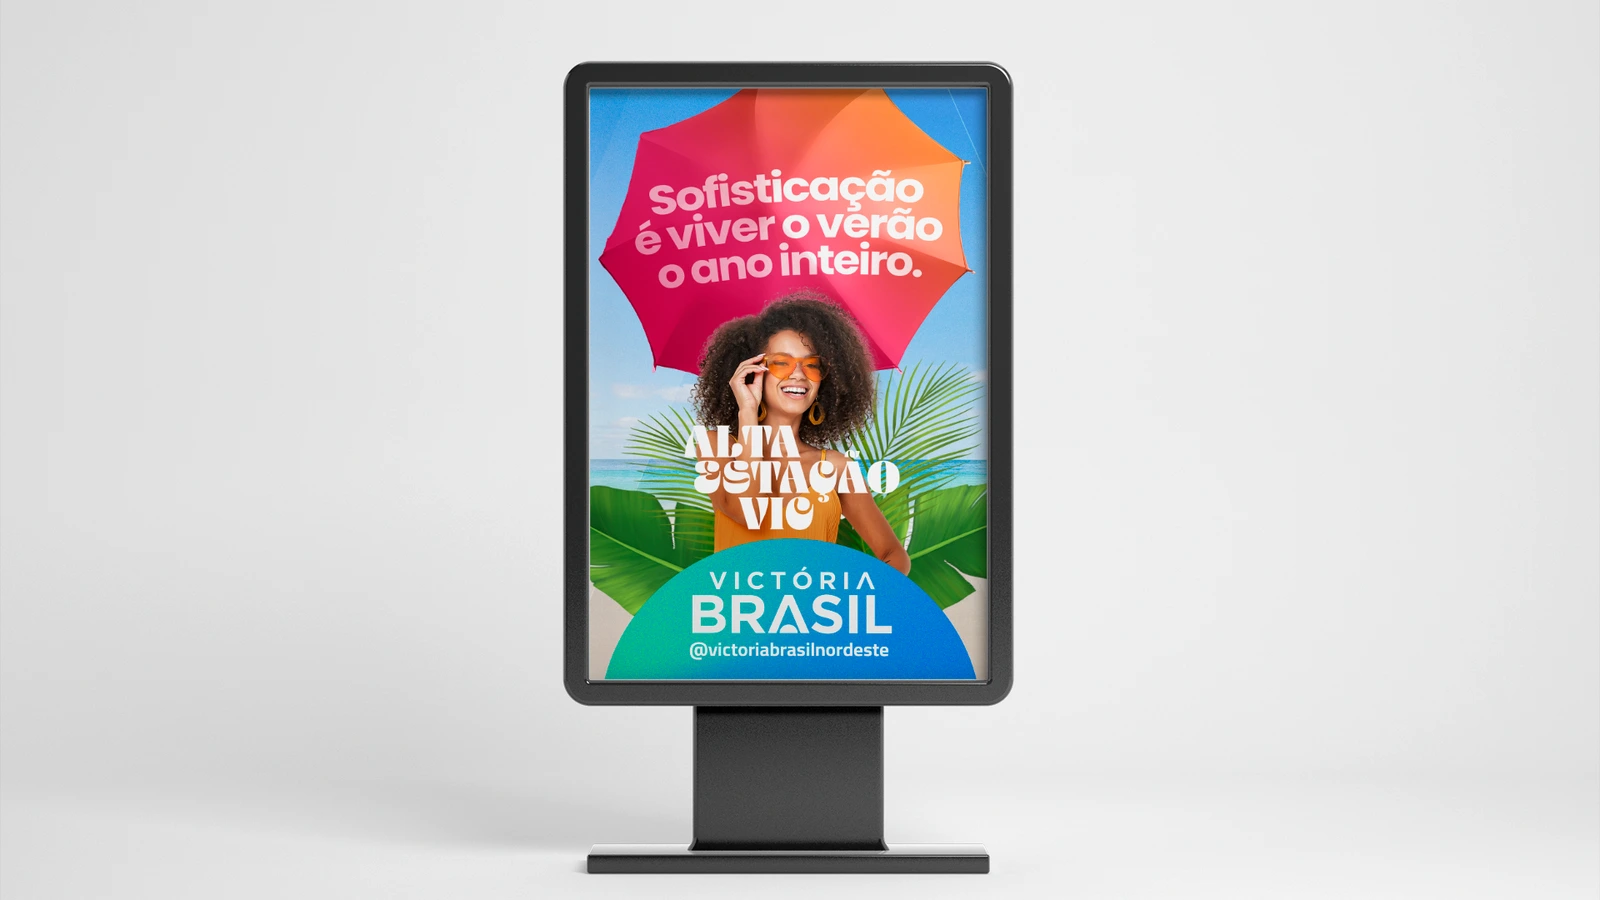 Sofisticação
é viver o verão
o ano inteiro.
ALTA
ESTAÇÃO
VIC
VICTÓRIA
BRASIL
@victoriabrasilnordeste